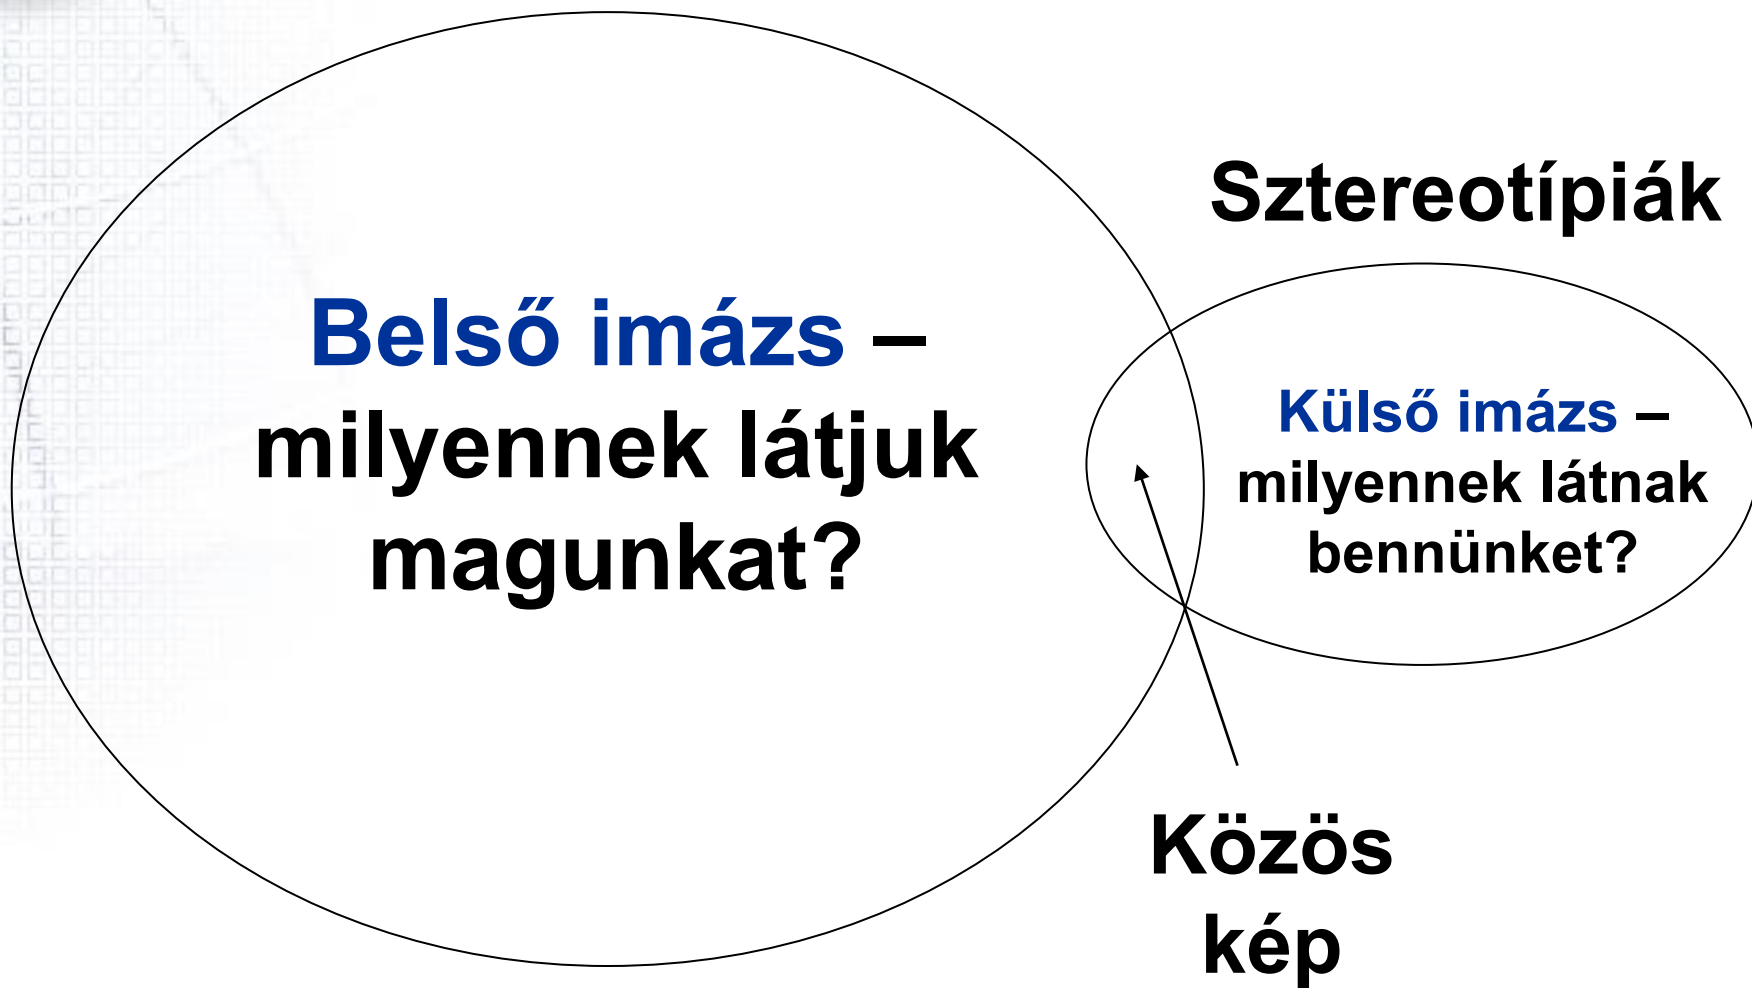 Sztereotípiák
Belső imázs –
milyennek látjuk
magunkat?
Külső imázs –
milyennek látnak
bennünket?
Közös
kép